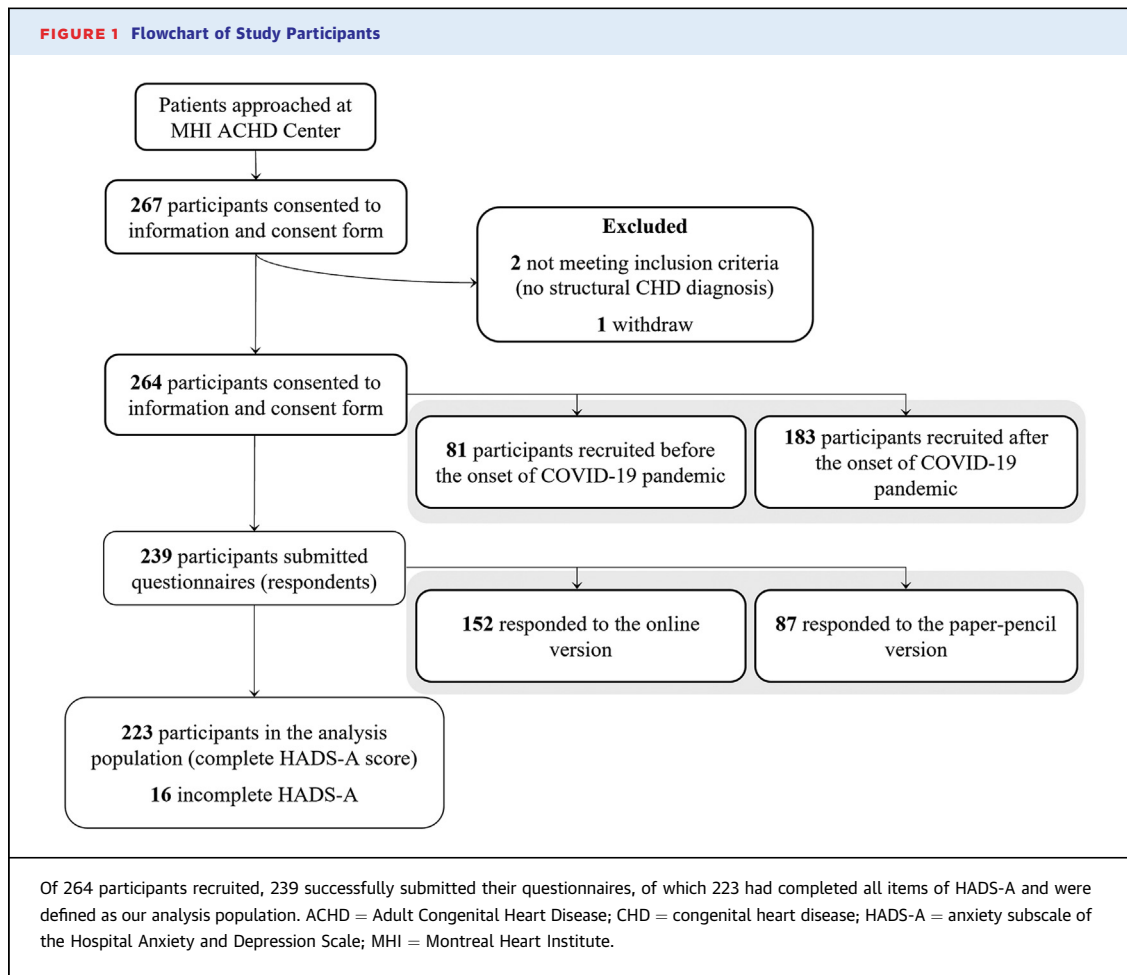 FIGURE 1 Flowchart of Study Participants
Patients approached at
MHI ACHD Center
267 participants consented to
information and consent form
Excluded
2 not meeting inclusion criteria
(no structural CHD diagnosis)
1 withdraw
264 participants consented to
information and consent form
81 participants recruited before
the onset of COVID-19 pandemic
183 participants recruited after
the onset of COVID-19
pandemic
239 participants submitted
questionnaires (respondents)
152 responded to the online
version
87 responded to the paper-pencil
version
223 participants in the analysis
population (complete HADS-A score)
16 incomplete HADS-A
Of 264 participants recruited, 239 successfully submitted their questionnaires, of which 223 had completed all items of HADS-A and were
defined as our analysis population. ACHD = Adult Congenital Heart Disease; CHD = congenital heart disease; HADS-A = anxiety subscale of
the Hospital Anxiety and Depression Scale; MHI = Montreal Heart Institute.